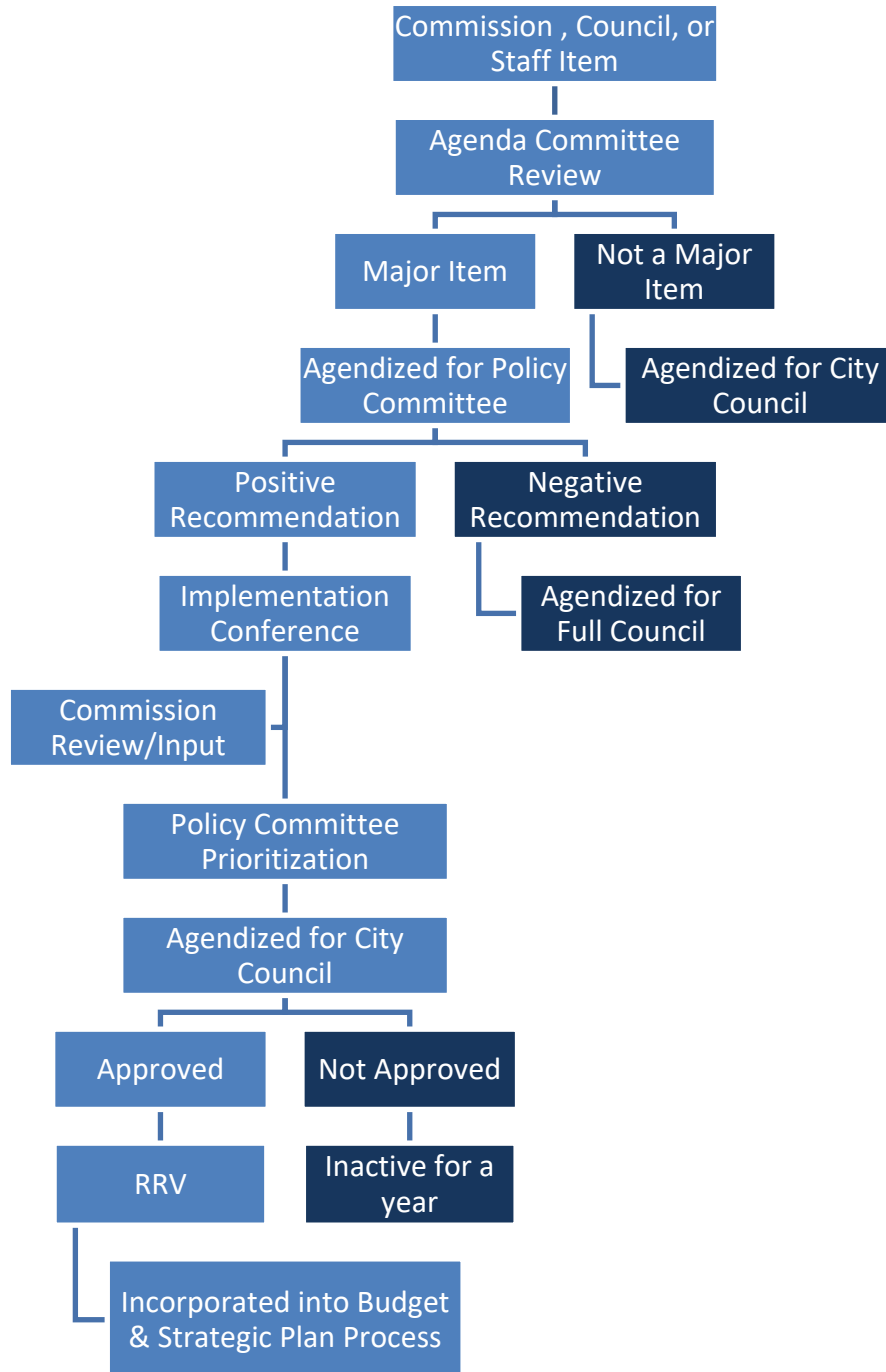 Commission , Council, or
Staff Item
Agenda Committee
Review
Major Item
Not a Major
Item
Agendized for Policy
Committee
Agendized for City
Council
Positive
Recommendation
Negative
Recommendation
Implementation
Conference
Agendized for
Full Council
Commission
Review/Input
Policy Committee
Prioritization
Agendized for City
Council
Approved
Not Approved
RRV
Inactive for a
year
Incorporated into Budget
& Strategic Plan Process